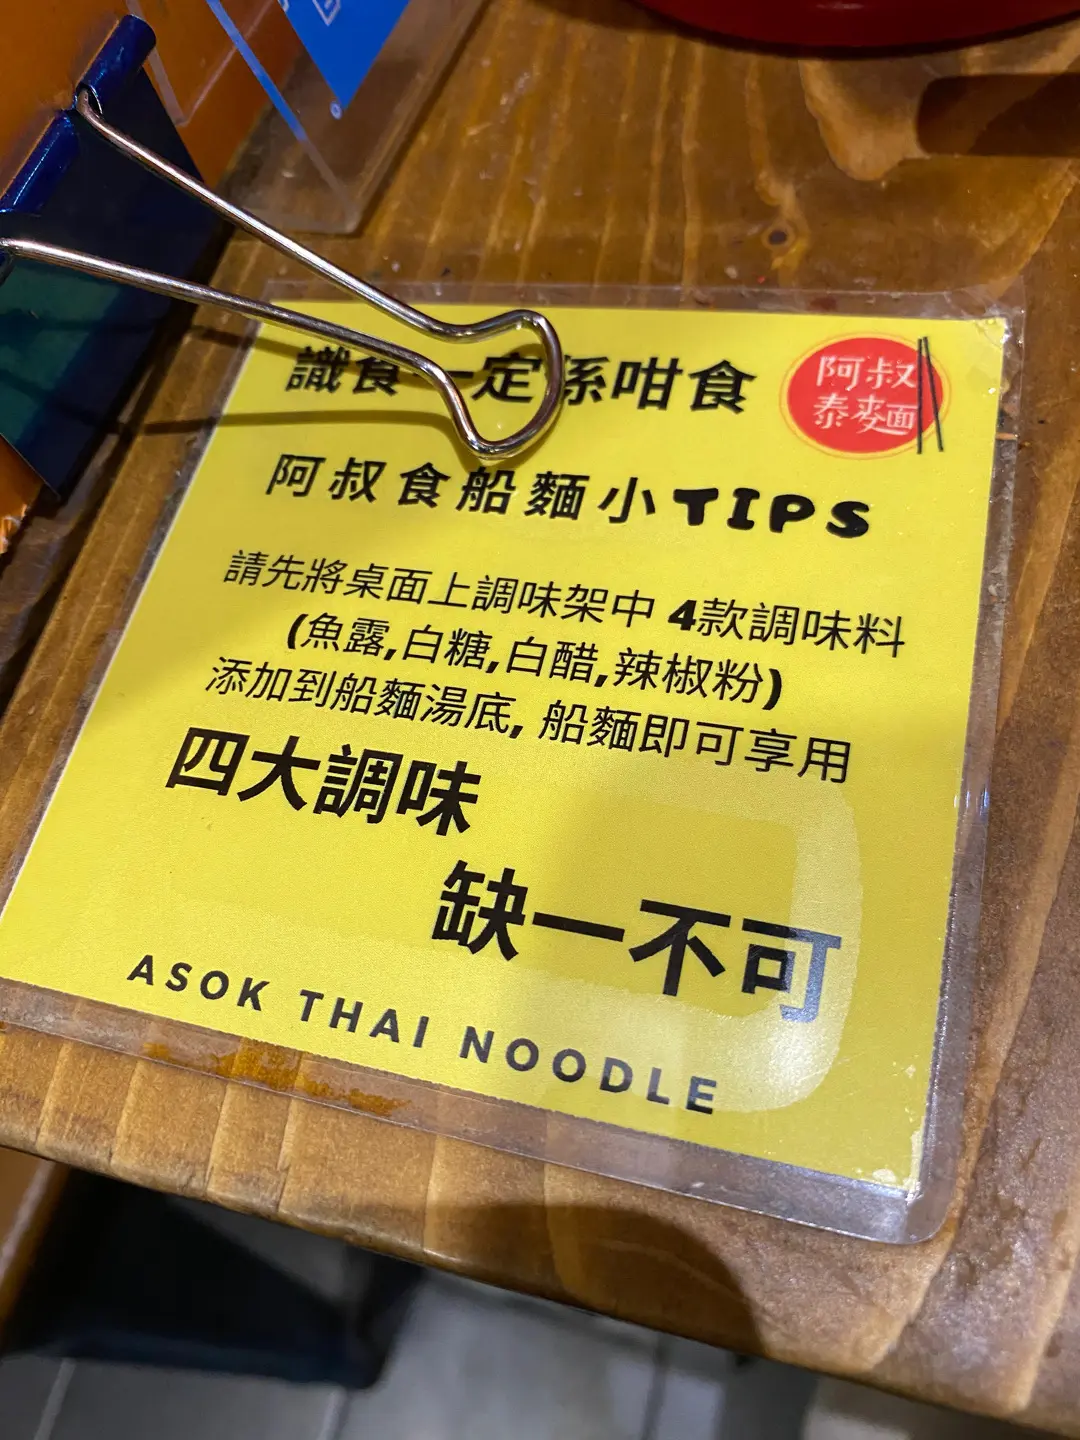 識食一定係咁食
阿叔
泰麵
阿叔食船麵小TIPS
請先將桌面上調味架中 4款調味料
(魚露,白糖,白醋,辣椒粉)
添加到船麵湯底, 船麵即可享用
四大調味
缺一不可
ASOK THAI NOODLE